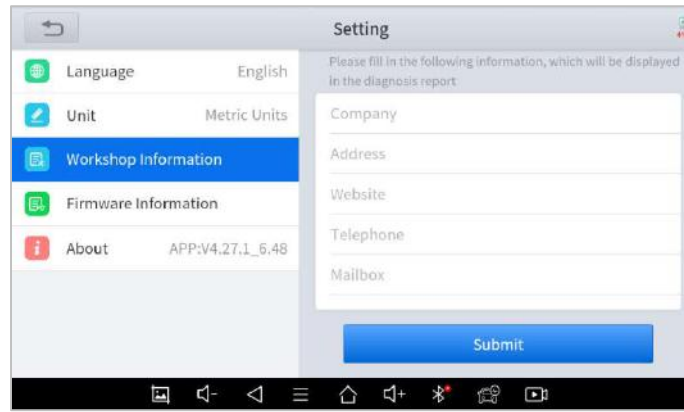 Setting
Language English
Unit Metric Units
Workshop Information
Firmware Information
About APP:V4.27.1_6.48
Please fill in the following information, which will be displayed
in the diagnosis report
Company
Address
Website
Telephone
Mailbox
Submit